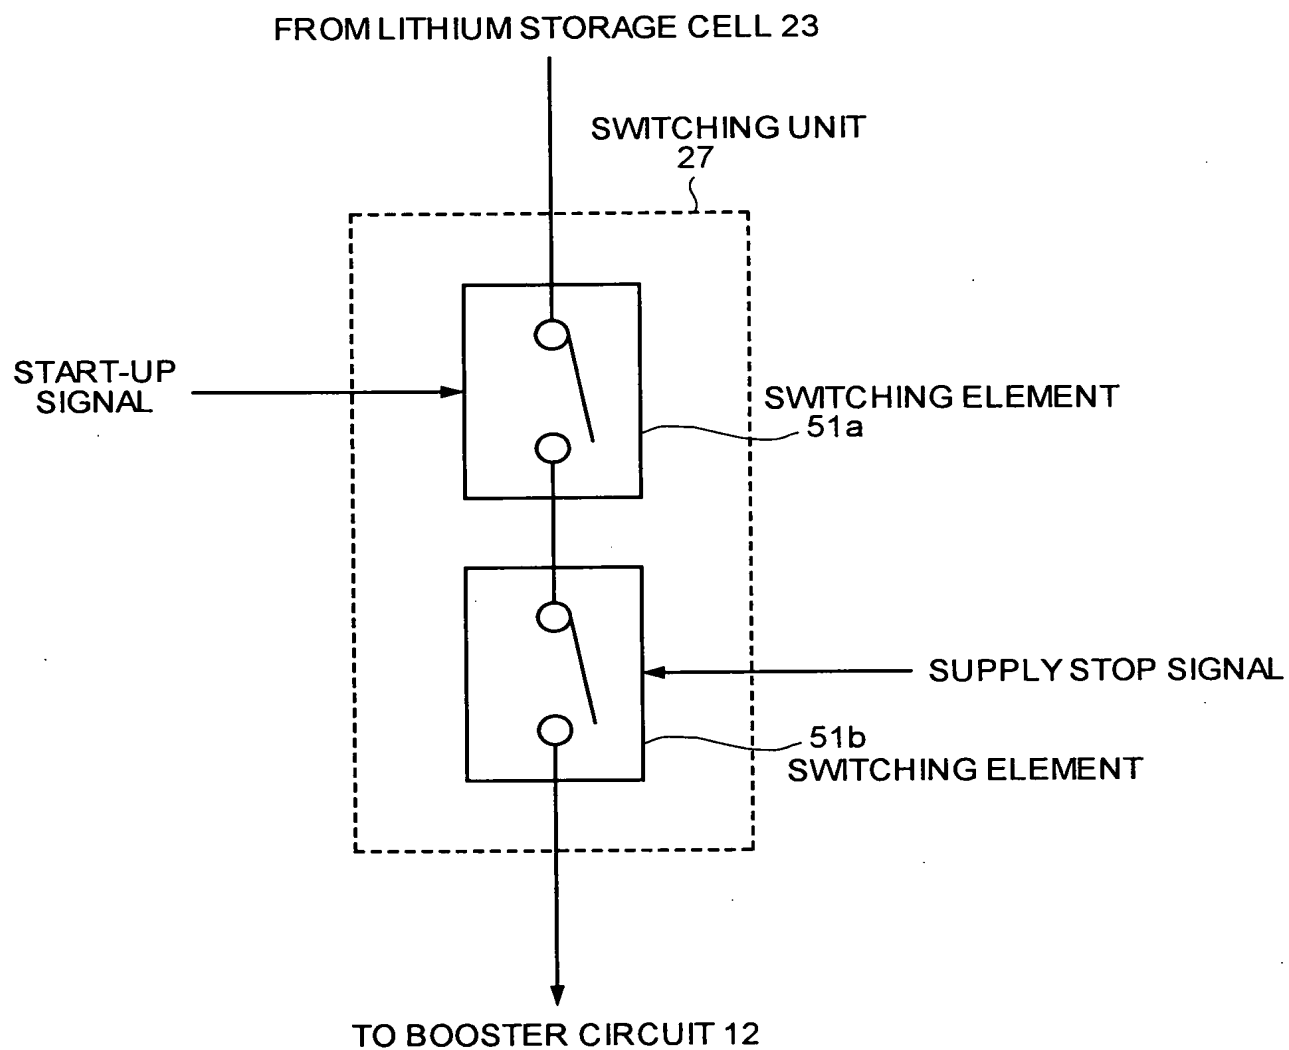 FROM LITHIUM STORAGE CELL 23
SWITCHING UNIT
27
START-UP
SIGNAL
SWITCHING ELEMENT
51a
SUPPLY STOP SIGNAL
51b
SWITCHING ELEMENT
TO BOOSTER CIRCUIT 12